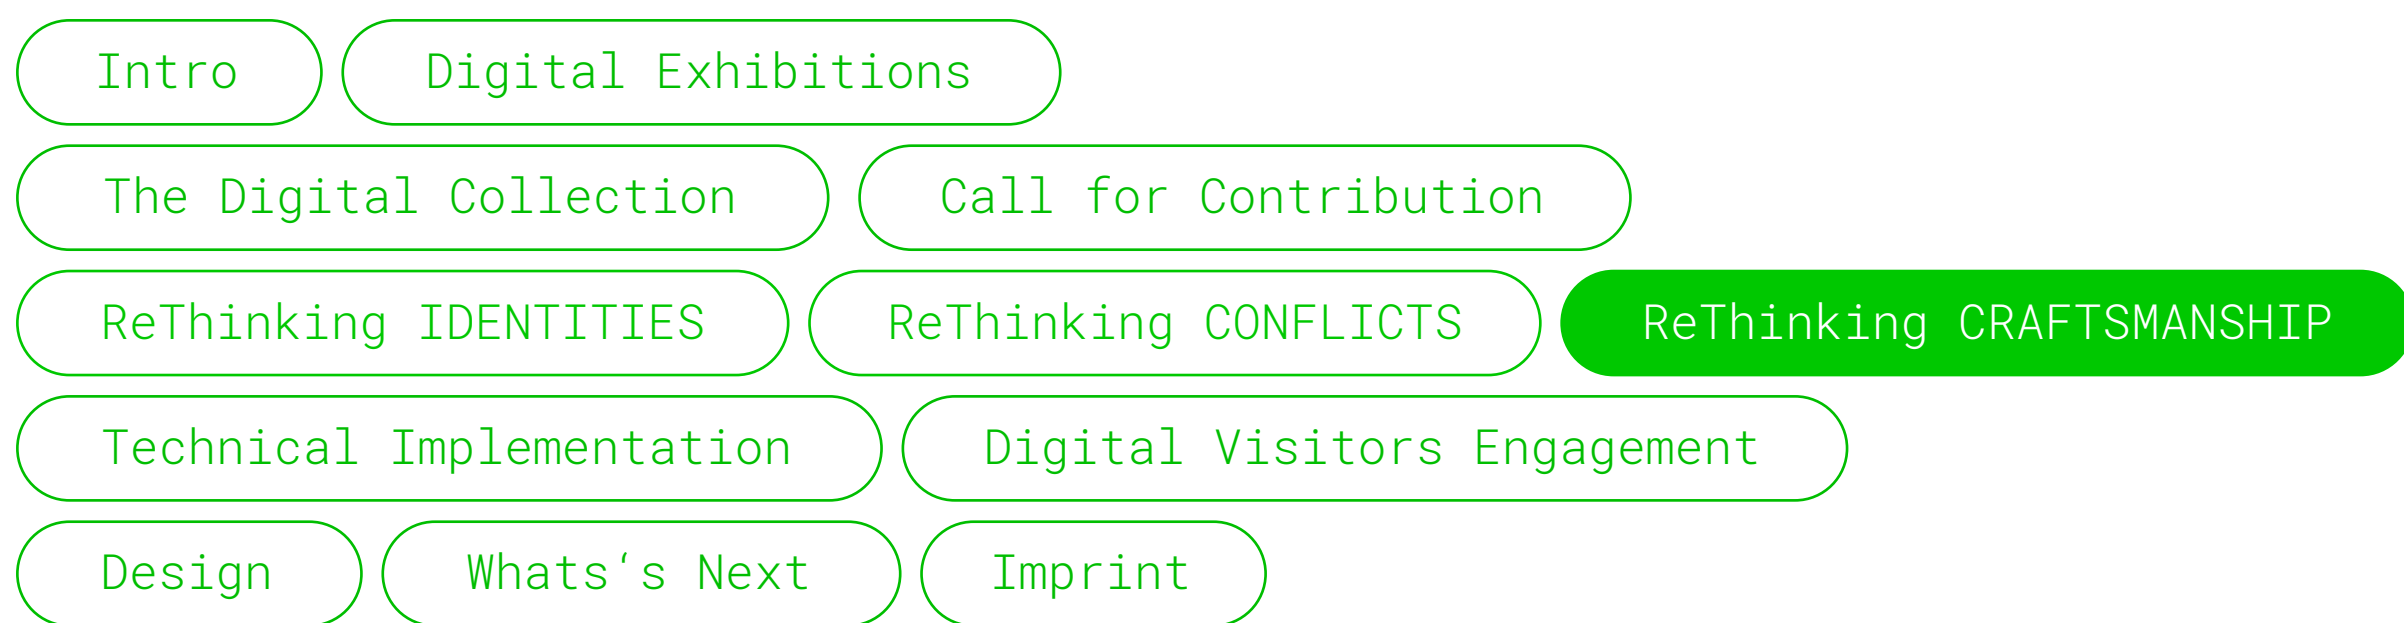 Intro Digital Exhibitions
The Digital Collection Call for Contribution
ReThinking IDENTITIES ReThinking CONFLICTS ReThinking CRAFTSMANSHIP
Technical Implementation Digital Visitors Engagement
Design Whats‘s Next Imprint